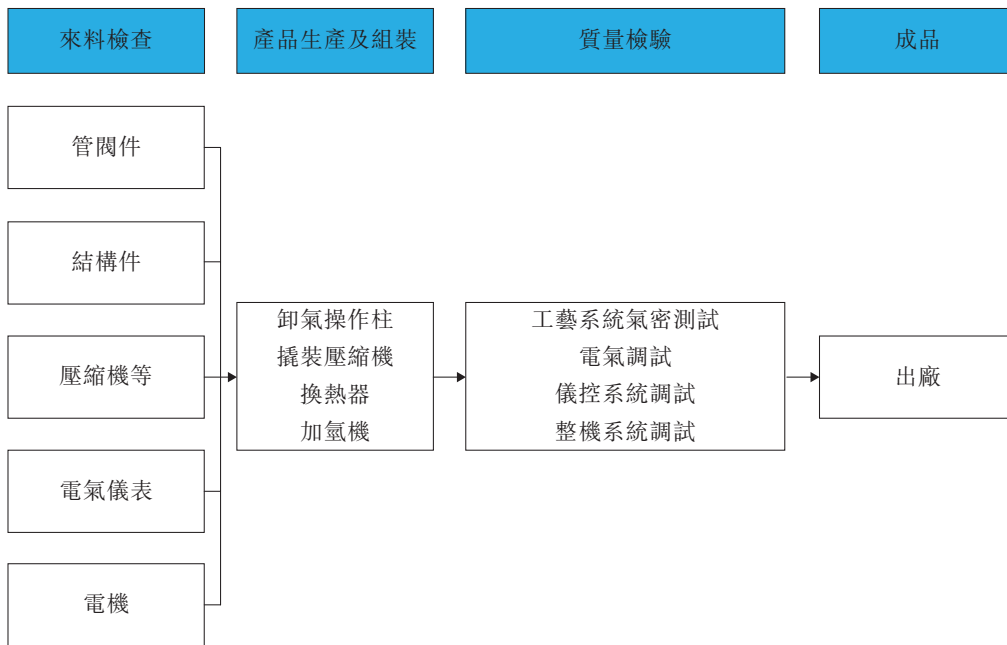 來料檢查
產品生產及組裝
質量檢驗
成品
管閥件
結構件
壓縮機等
電氣儀表
電機
卸氣操作柱
撬裝壓縮機
換熱器
加氫機
工藝系統氣密測試
電氣調試
儀控系統調試
整機系統調試
出廠